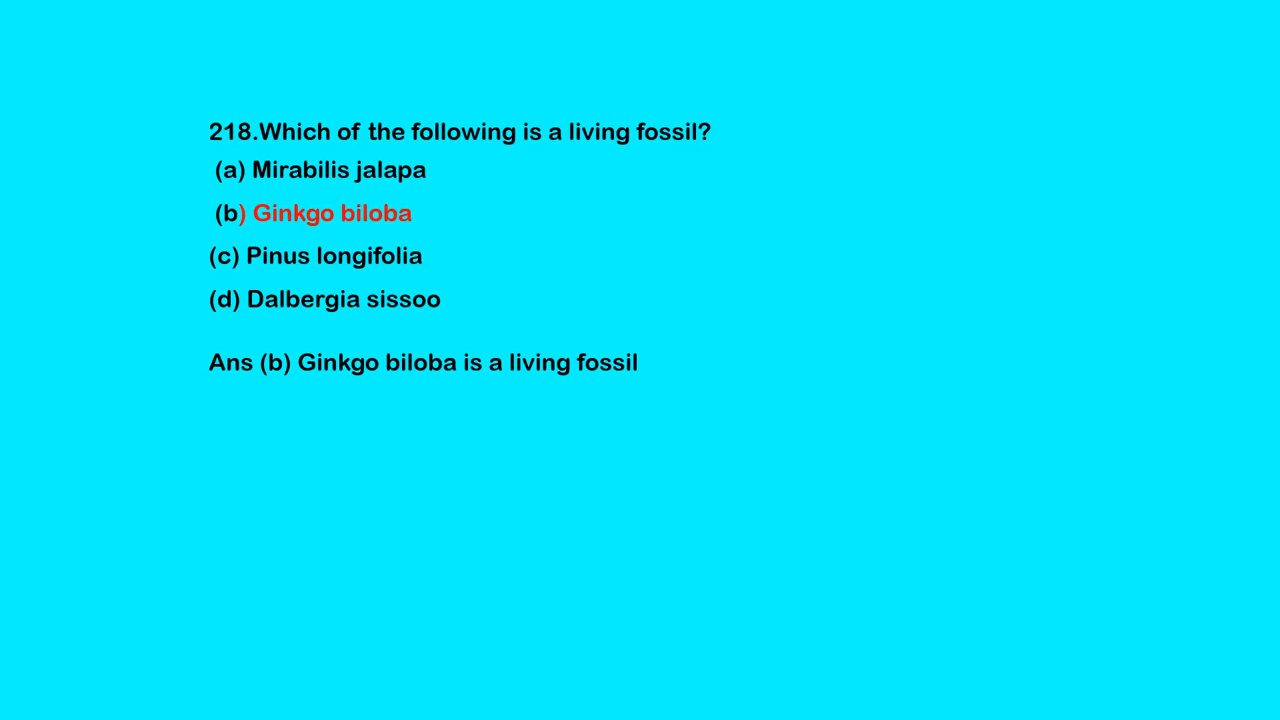 218.Which of the following is a living fossil?
(a) Mirabilis jalapa
(b) Ginkgo biloba
(c) Pinus longifolia
(d) Dalbergia sissoo
Ans (b) Ginkgo biloba is a living fossil